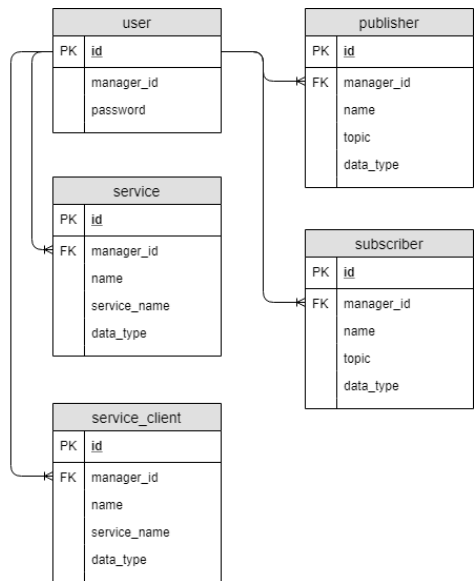 user
PK id
manager_id
password
service
PK id
FK manager_id
name
service_name
data_type
service_client
PK id
FK manager_id
name
service_name
data_type
publisher
PK id
FK manager_id
name
topic
data_type
subscriber
PK id
FK manager_id
name
topic
data_type